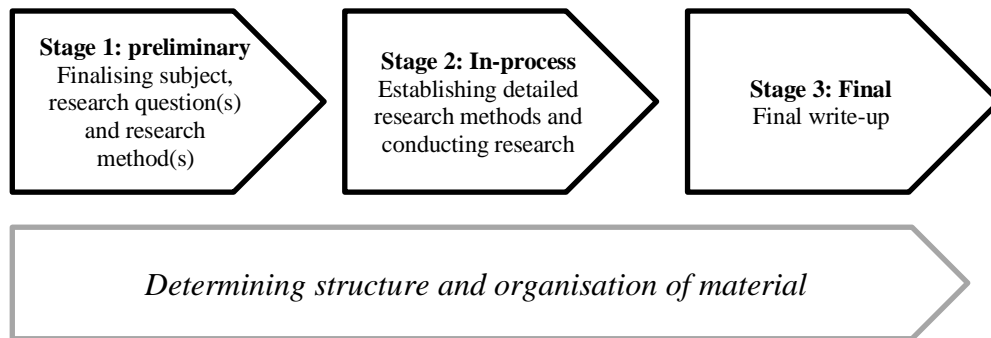 Stage 1: preliminary
Finalising subject,
research question(s)
and research
method(s)
Stage 2: In-process
Establishing detailed
research methods and
conducting research
Stage 3: Final
Final write-up
Determining structure and organisation of material